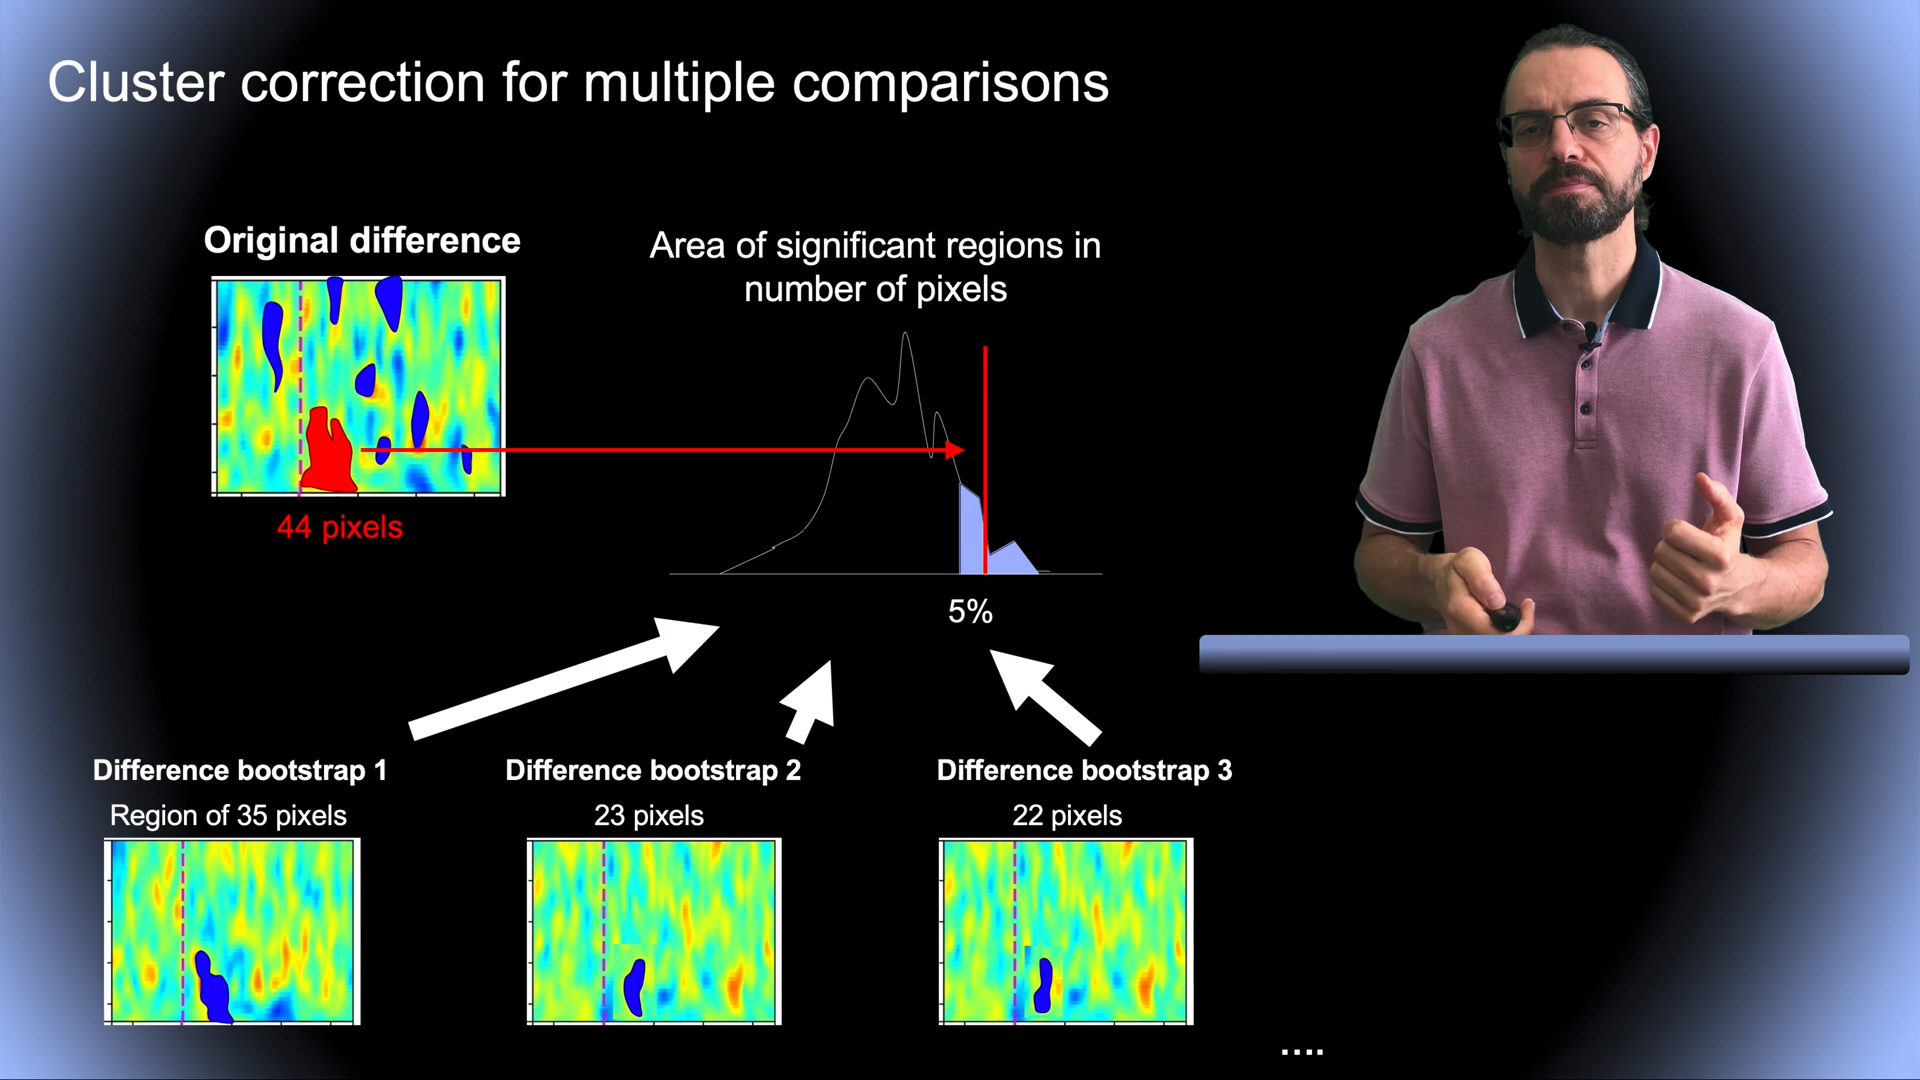 Cluster correction for multiple comparisons
Original difference
Area of significant regions in
number of pixels
44 pixels
5%
Difference bootstrap 1
Difference bootstrap 2
Difference bootstrap 3
Region of 35 pixels
23 pixels
22 pixels
....